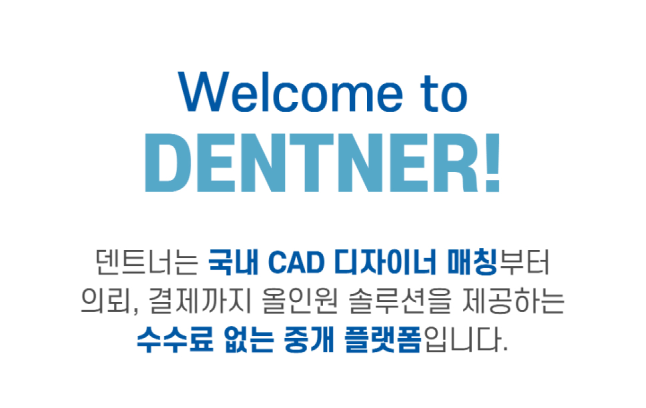 Welcome to
DENTNER!
덴트너는 국내 CAD 디자이너 매칭부터
의뢰, 결제까지 올인원 솔루션을 제공하는
수수료 없는 중개 플랫폼입니다.